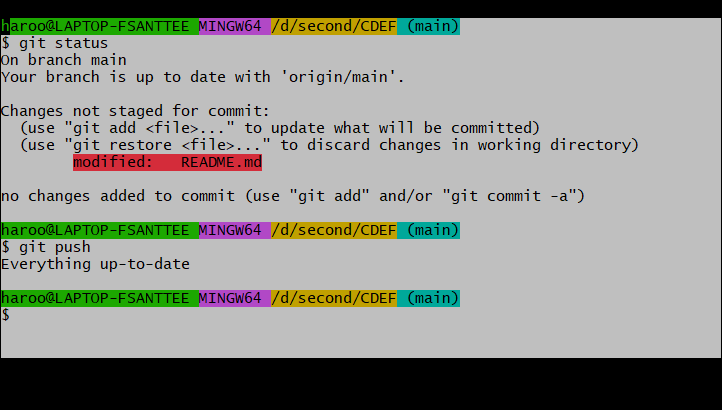 haroo@LAPTOP-FSANTTEE MINGW64 /d/second/CDEF (main)
$ git status
On branch main
Your branch is up to date with 'origin/main'.
Changes not staged for commit:
  (use "git add <file>..." to update what will be committed)
  (use "git restore <file>..." to discard changes in working directory)
        modified:   README.md
no changes added to commit (use "git add" and/or "git commit -a")
haroo@LAPTOP-FSANTTEE MINGW64 /d/second/CDEF (main)
$ git push
Everything up-to-date
haroo@LAPTOP-FSANTTEE MINGW64 /d/second/CDEF (main)
$